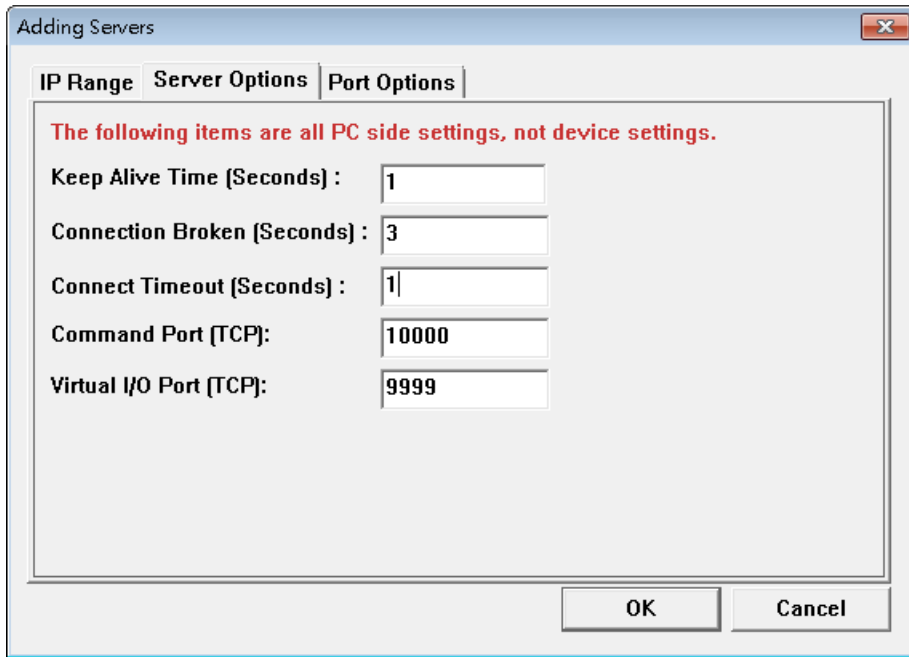 Adding Servers
IP Range Server Options Port Options
The following items are all PC side settings, not device settings.
Keep Alive Time (Seconds) : 1
Connection Broken (Seconds) : 3
Connect Timeout (Seconds) : 1
Command Port (TCP): 10000
Virtual I/O Port (TCP): 9999
OK Cancel